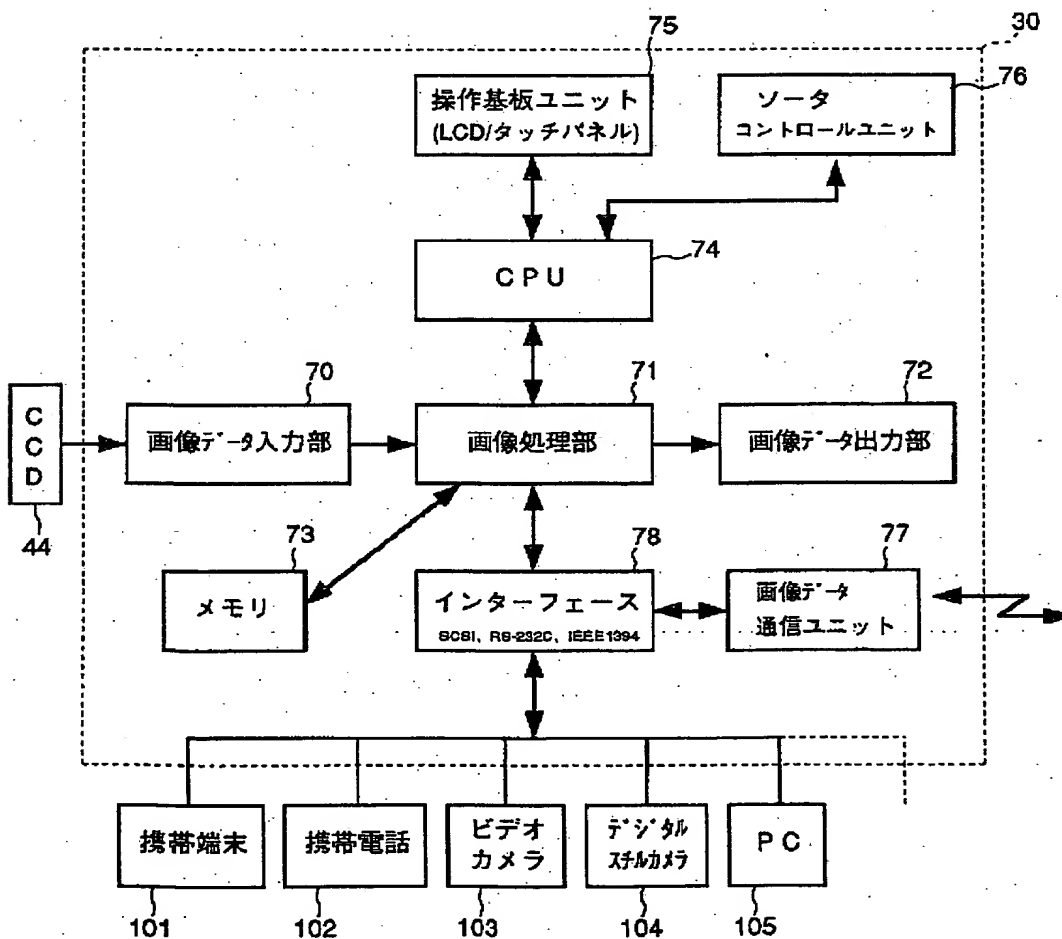 30
75
操作基板ユニット
(LCD/タッチパネル)
76
ソータ
コントロールユニット
CPU
74
CCD
44
70
画像データ入力部
71
画像処理部
72
画像データ出力部
73
メモリ
78
インターフェース
SCSI、RS-232C、IEEE1394
77
画像データ
通信ユニット
携帯端末
101
携帯電話
102
ビデオ
カメラ
103
デジタル
スチルカメラ
104
PC
105